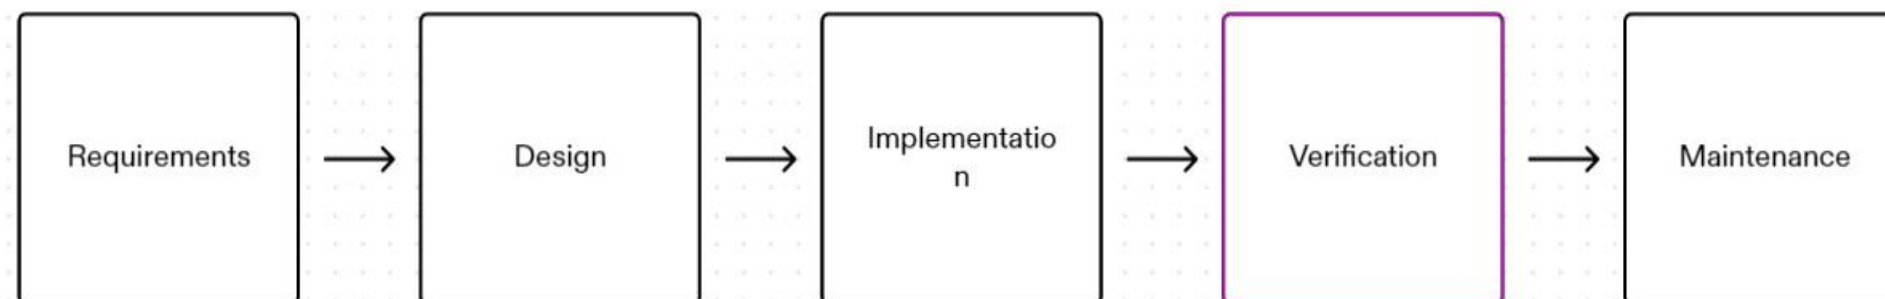 Requirements
Design
Implementatio
n
Verification
Maintenance